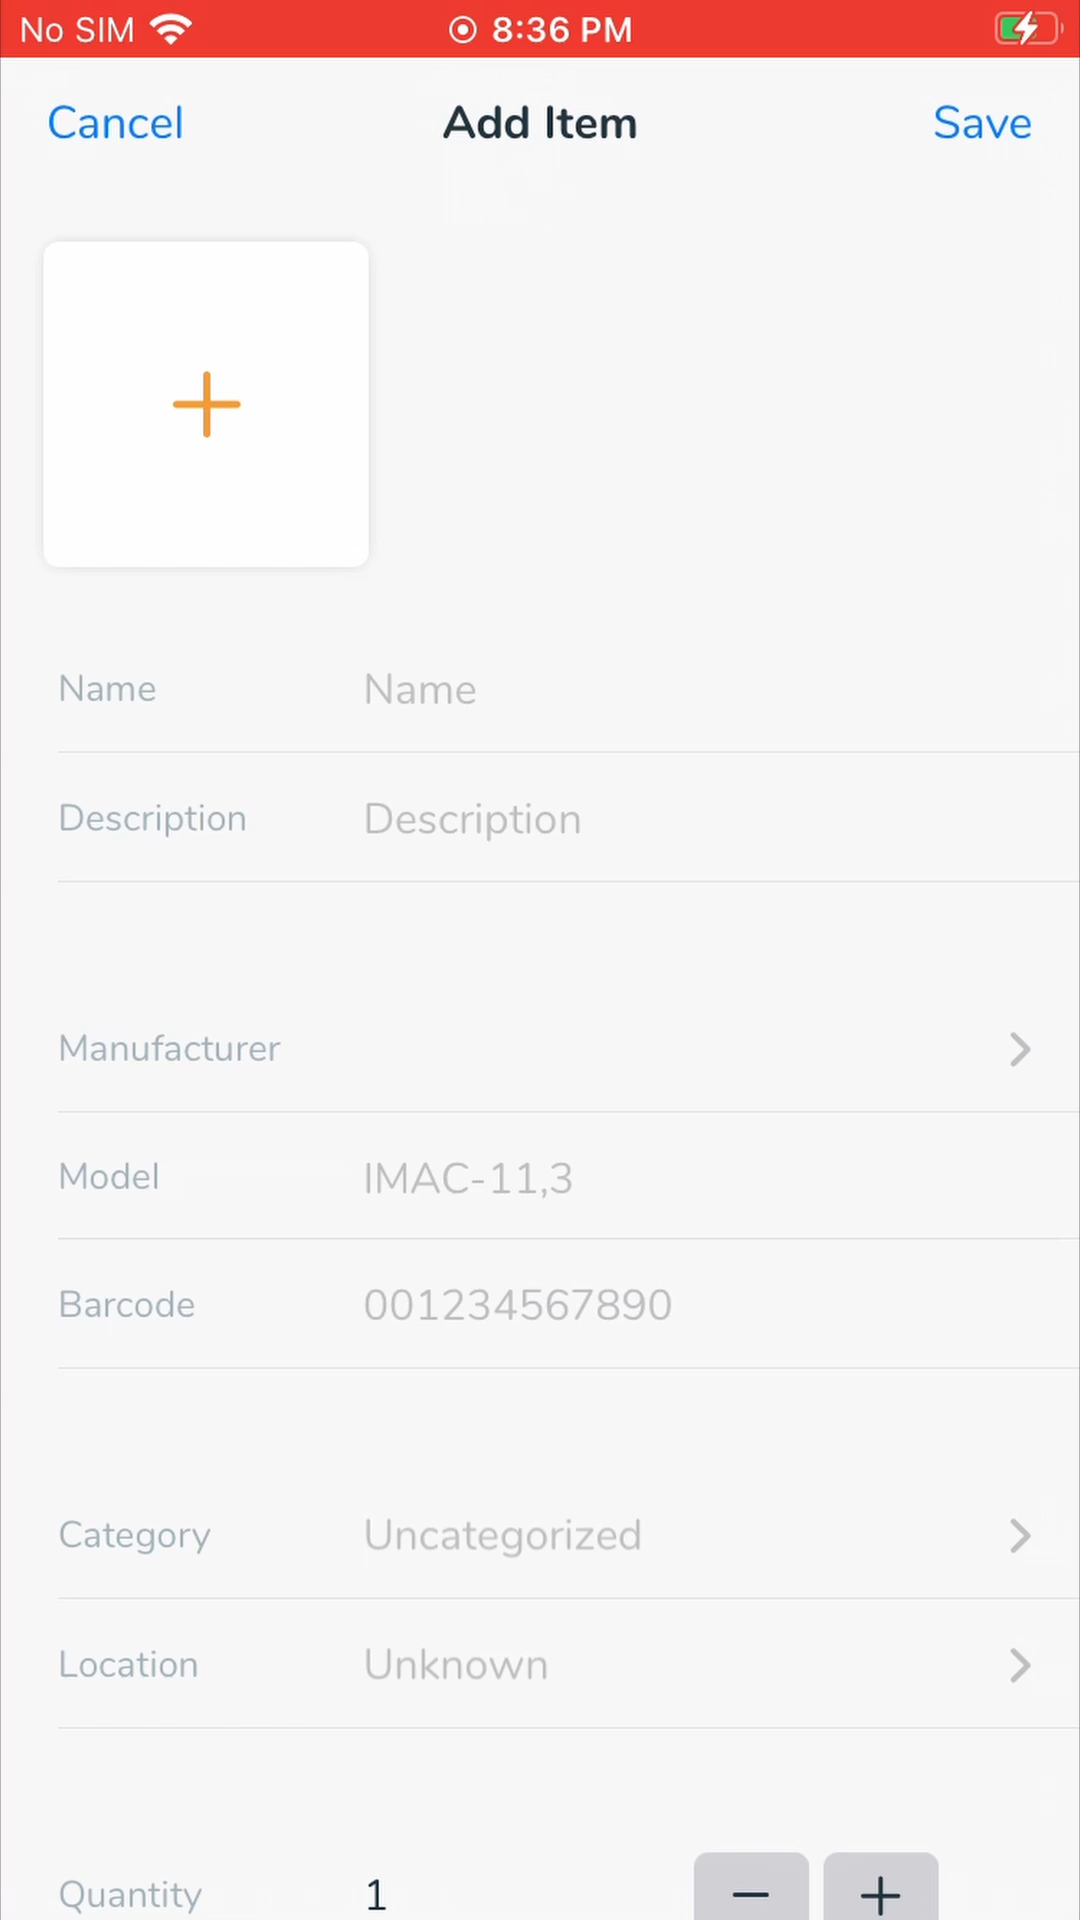 No SIM 8:36 PM
Cancel Add Item Save
Name Name
Description Description
Manufacturer
Model IMAC-11,3
Barcode 001234567890
Category Uncategorized
Location Unknown
Quantity 1